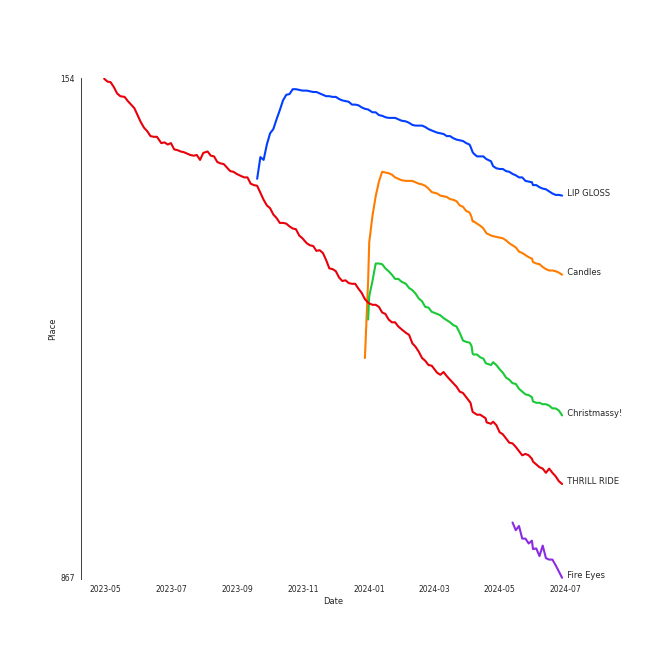 154
LIP GLOSS
Candles
Place
Christmassy!
THRILL RIDE
Fire Eyes
867
2023-05 2023-07 2023-09 2023-11 2024-01 2024-03 2024-05 2024-07
Date